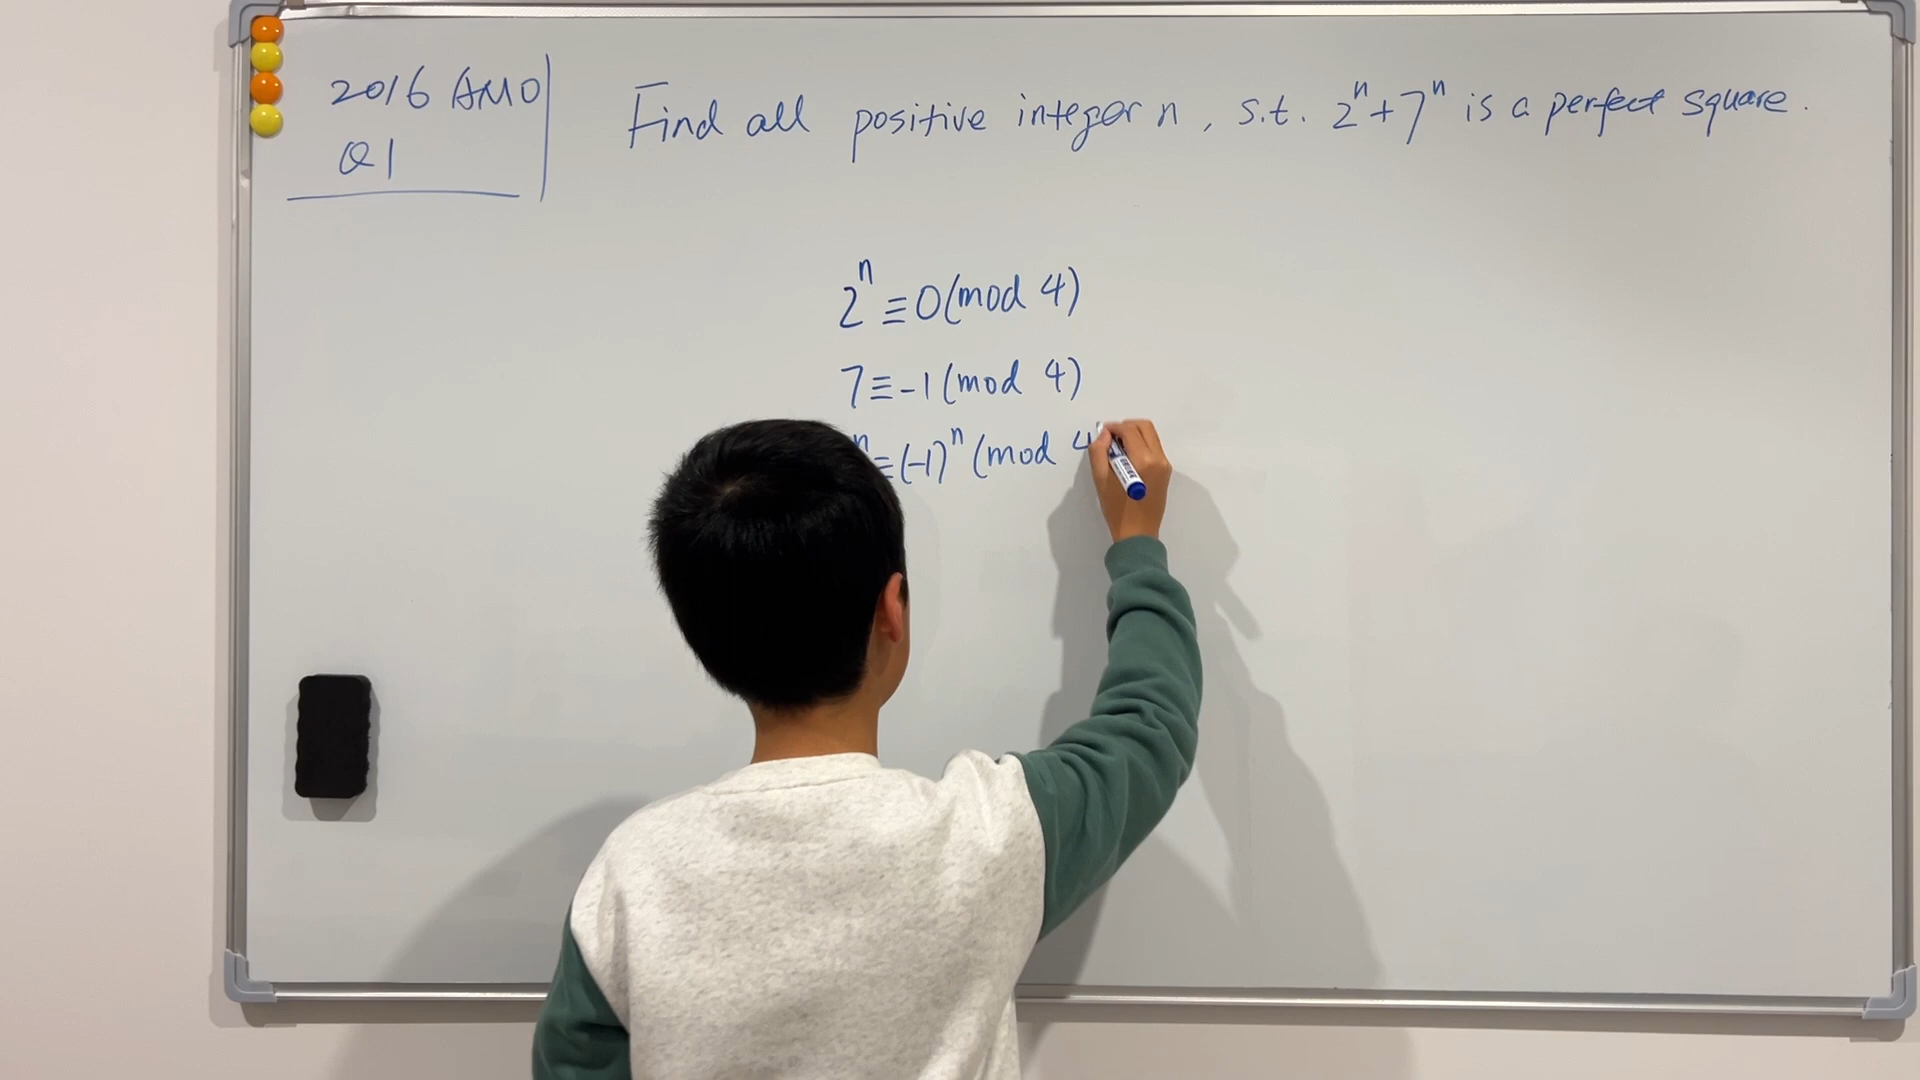 2016 AMO
Q1
Find all positive integer n, s.t. 2ⁿ+7ⁿ is a perfect square.
2ⁿ ≡ 0 (mod 4)
7 ≡ -1 (mod 4)
ⁿ ≡ (-1)ⁿ (mod 4